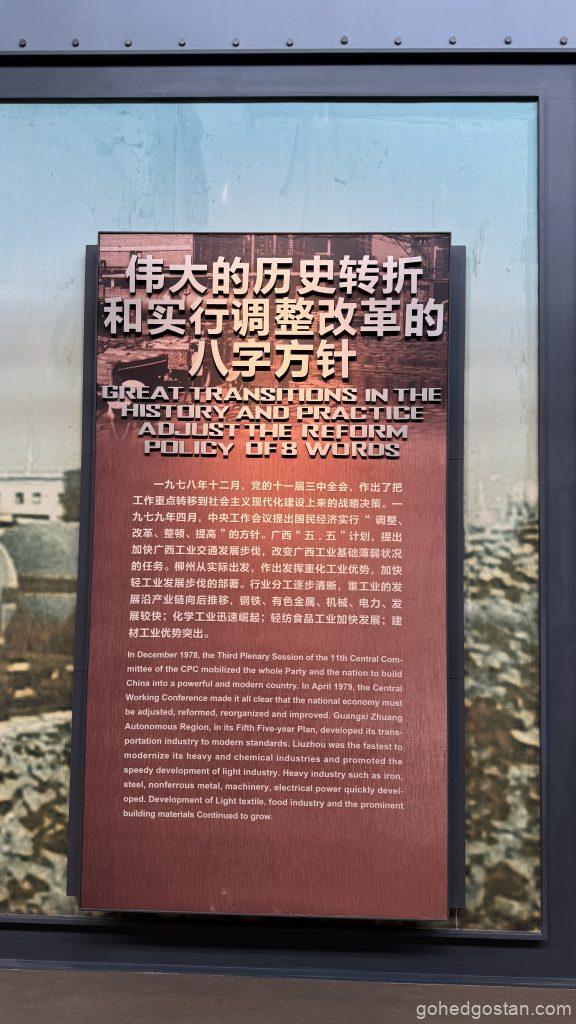 伟大的历史转折
和实行调整改革的
八字方针
GREAT TRANSITIONS IN THE
HISTORY AND PRACTICE
ADJUST THE REFORM
POLICY OF 8 WORDS
一九七八年十二月，党的十一届三中全会，作出了把
工作重点转移到社会主义现代化建设上来的战略决策。一
九七九年四月，中央工作会议提出国民经济实行“调整、
改革、整顿、提高”的方针。广西“五．五”计划，提出
加快广西工业交通发展步伐，改变广西工业基础薄弱状况
的任务。柳州从实际出发，作出发挥重化工业优势，加快
轻工业发展步伐的部署。行业分工逐步清晰，重工业的发
展沿产业链向后推移，钢铁、有色金属、机械、电力、发
展较快；化学工业迅速崛起；轻纺食品工业加快发展；建
材工业优势突出。
In December 1978, the Third Plenary Session of the 11th Central Com-
mittee of the CPC mobilized the whole Party and the nation to build
China into a powerful and modern country. In April 1979, the Central
Working Conference made it all clear that the national economy must
be adjusted, reformed, reorganized and improved. Guangxi Zhuang
Autonomous Region, in its Fifth Five-year Plan, developed its trans-
portation industry to modern standards. Liuzhou was the fastest to
modernize its heavy and chemical industries and promoted the
speedy development of light industry. Heavy industry such as iron,
steel, nonferrous metal, machinery, electrical power quickly devel-
oped. Development of Light textile, food industry and the prominent
building materials Continued to grow.
gohedgostan.com